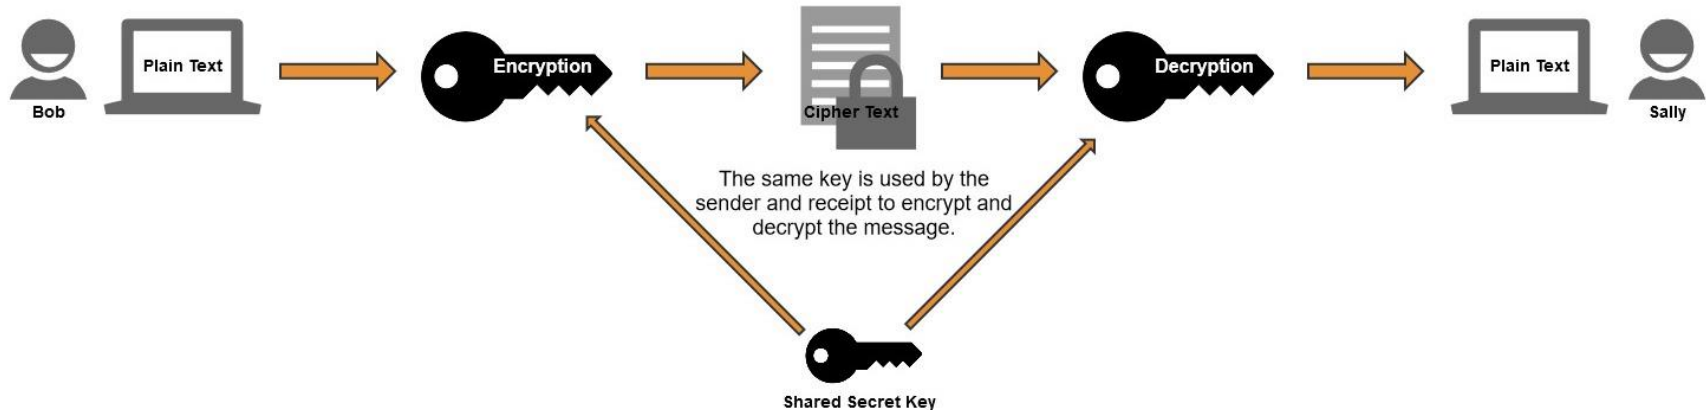 Plain Text
Bob
Encryption
Cipher Text
Decryption
Plain Text
Sally
The same key is used by the
sender and receipt to encrypt and
decrypt the message.
Shared Secret Key